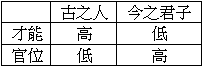 古之人 今之君子
才能 高 低
官位 低 高